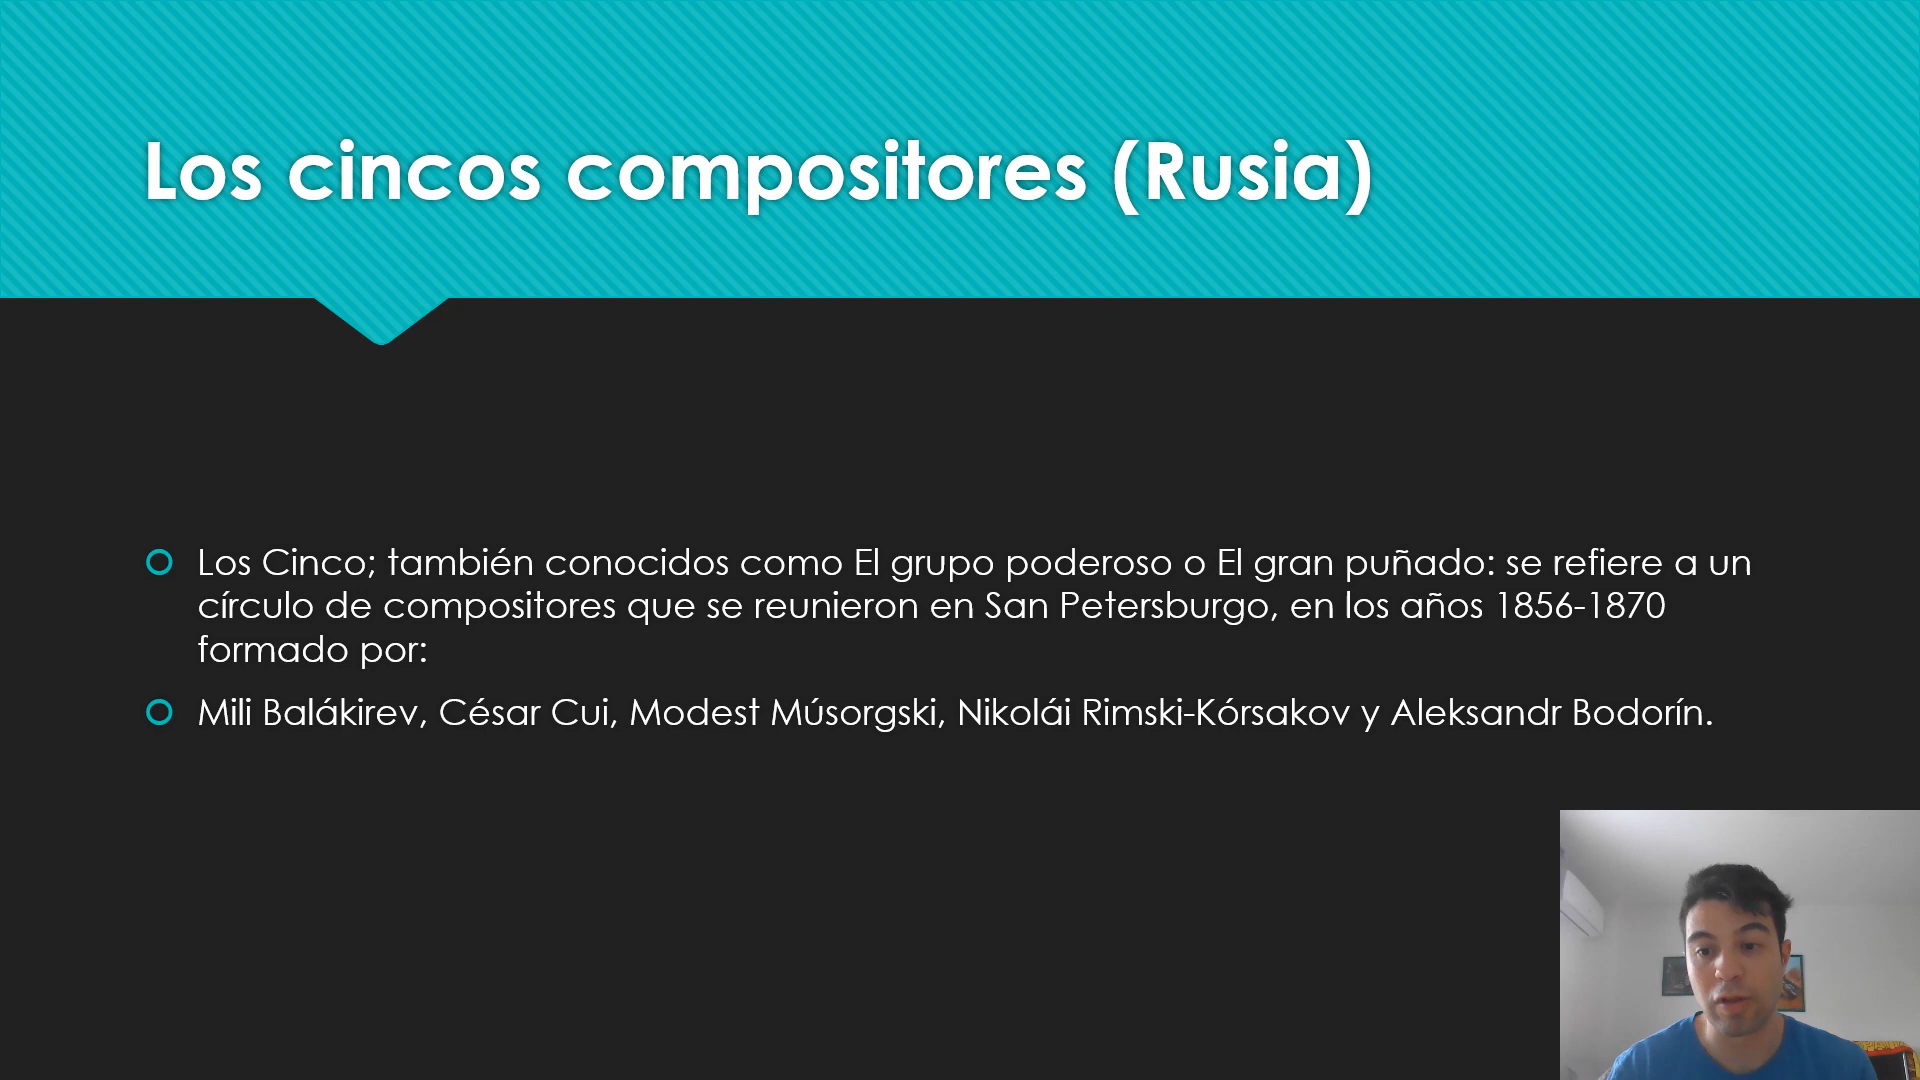 Los cincos compositores (Rusia)
Los Cinco; también conocidos como El grupo poderoso o El gran puñado: se refiere a un
círculo de compositores que se reunieron en San Petersburgo, en los años 1856-1870
formado por:
Mili Balákirev, César Cui, Modest Músorgski, Nikolái Rimski-Kórsakov y Aleksandr Bodorín.